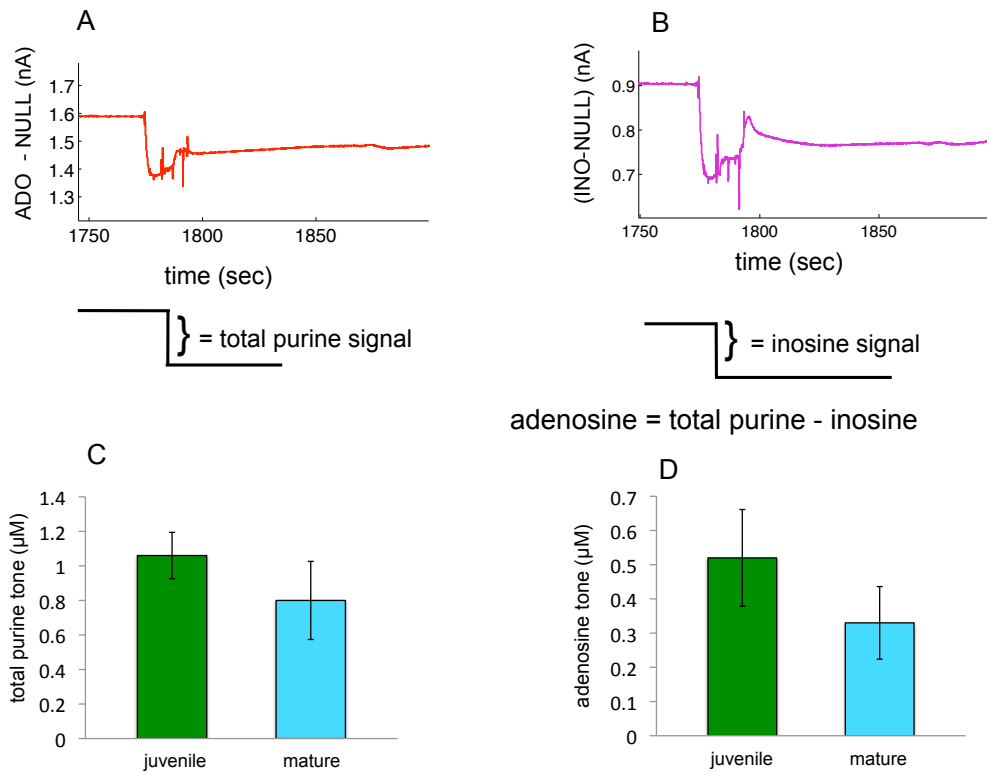 A
ADO - NULL (nA)
1.7
1.6
1.5
1.4
1.3
1750
1800
1850
time (sec)
} = total purine signal
B
(INO-NULL) (nA)
0.9
0.8
0.7
1750
1800
1850
time (sec)
} = inosine signal
adenosine = total purine - inosine
C
total purine tone (µM)
1.4
1.2
1
0.8
0.6
0.4
0.2
0
juvenile
mature
D
adenosine tone (µM)
0.7
0.6
0.5
0.4
0.3
0.2
0.1
0
juvenile
mature